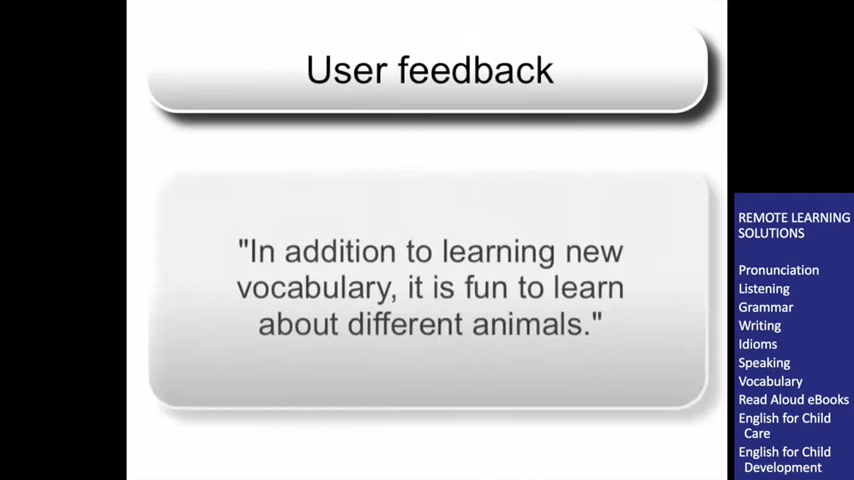 User feedback
"In addition to learning new
vocabulary, it is fun to learn
about different animals."
REMOTE LEARNING
SOLUTIONS
Pronunciation
Listening
Grammar
Writing
Idioms
Speaking
Vocabulary
Read Aloud eBooks
English for Child
Care
English for Child
Development